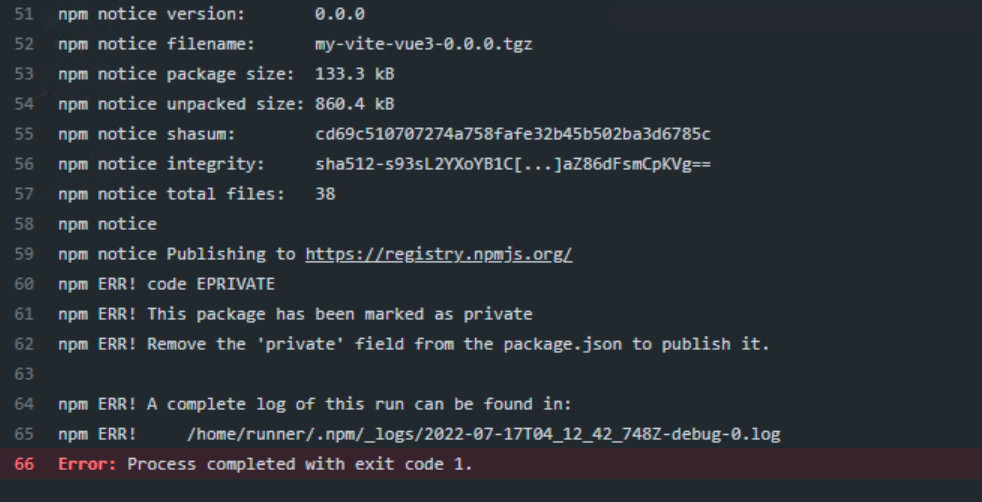 51 npm notice version: 0.0.0
52 npm notice filename: my-vite-vue3-0.0.0.tgz
53 npm notice package size: 133.3 kB
54 npm notice unpacked size: 860.4 kB
55 npm notice shasum: cd69c510707274a758fafe32b45b502ba3d6785c
56 npm notice integrity: sha512-s93sL2YXoYB1C[...]aZ86dFsmCpKVg==
57 npm notice total files: 38
58 npm notice
59 npm notice Publishing to https://registry.npmjs.org/
60 npm ERR! code EPRIVATE
61 npm ERR! This package has been marked as private
62 npm ERR! Remove the 'private' field from the package.json to publish it.
63
64 npm ERR! A complete log of this run can be found in:
65 npm ERR! /home/runner/.npm/_logs/2022-07-17T04_12_42_748Z-debug-0.log
66 Error: Process completed with exit code 1.